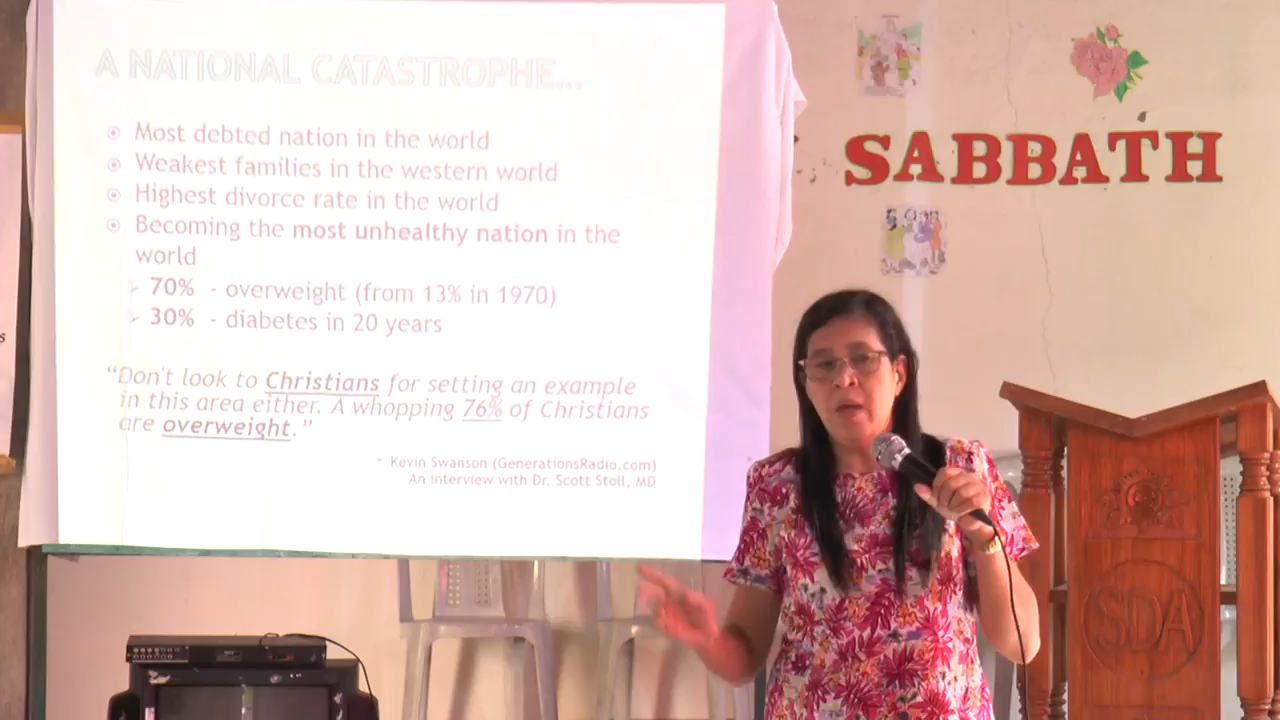 A NATIONAL CATASTROPHE...
Most debted nation in the world
Weakest families in the western world
Highest divorce rate in the world
Becoming the most unhealthy nation in the
world
70% - overweight (from 13% in 1970)
30% - diabetes in 20 years
“Don't look to Christians for setting an example
in this area either. A whopping 76% of Christians
are overweight.”
- Kevin Swanson (GenerationsRadio.com)
An interview with Dr. Scott Stoll, MD
SABBATH
SDA